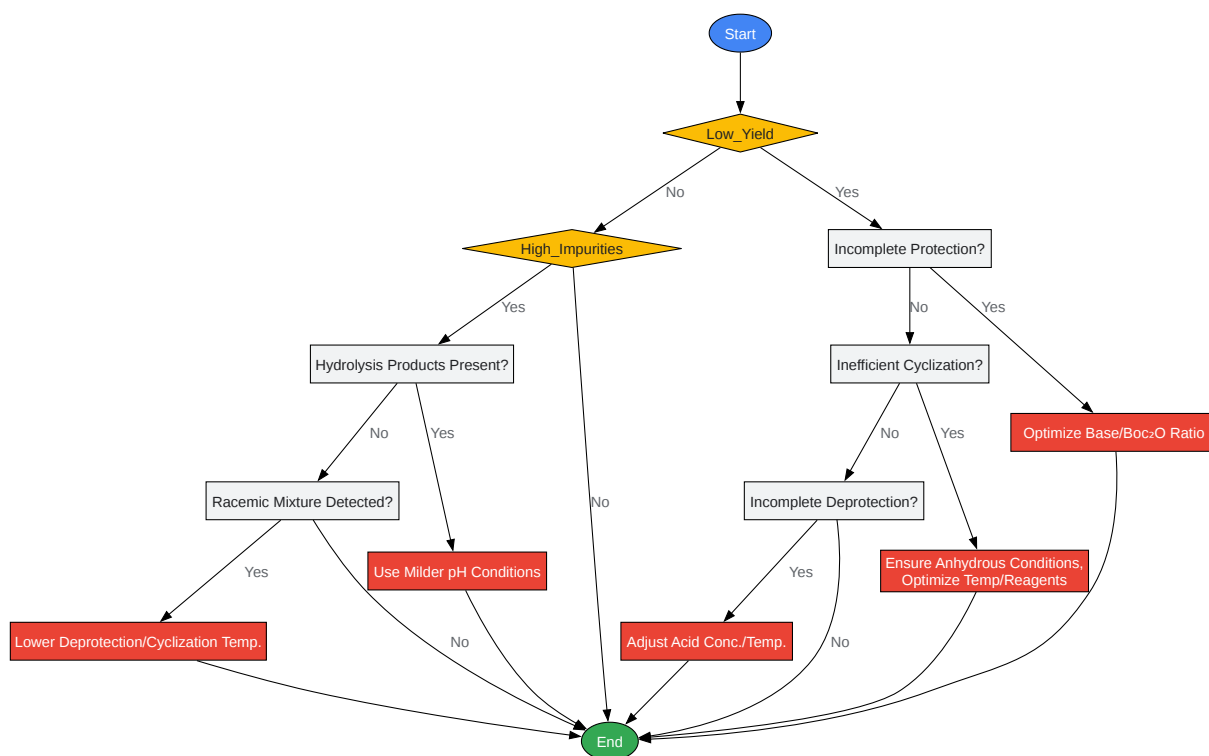 Start
Low_Yield
No
Yes
High_Impurities
Incomplete Protection?
Yes
No
Yes
Hydrolysis Products Present?
Inefficient Cyclization?
Optimize Base/Boc₂O Ratio
No
Yes
No
Yes
Racemic Mixture Detected?
No
Incomplete Deprotection?
Use Milder pH Conditions
Ensure Anhydrous Conditions,
Optimize Temp/Reagents
Yes
Yes
Lower Deprotection/Cyclization Temp.
No
Adjust Acid Conc./Temp.
No
End